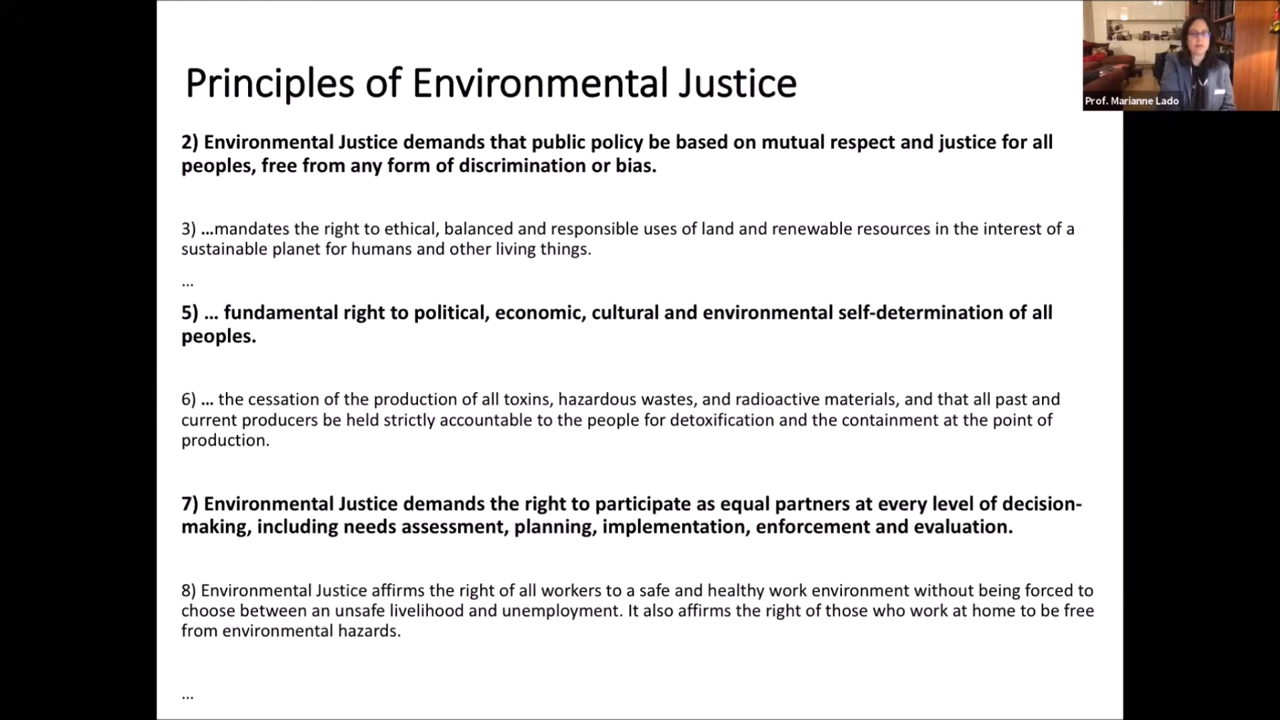 Principles of Environmental Justice
Prof. Marianne Lado
2) Environmental Justice demands that public policy be based on mutual respect and justice for all
peoples, free from any form of discrimination or bias.
3) …mandates the right to ethical, balanced and responsible uses of land and renewable resources in the interest of a
sustainable planet for humans and other living things.
…
5) … fundamental right to political, economic, cultural and environmental self-determination of all
peoples.
6) … the cessation of the production of all toxins, hazardous wastes, and radioactive materials, and that all past and
current producers be held strictly accountable to the people for detoxification and the containment at the point of
production.
7) Environmental Justice demands the right to participate as equal partners at every level of decision-
making, including needs assessment, planning, implementation, enforcement and evaluation.
8) Environmental Justice affirms the right of all workers to a safe and healthy work environment without being forced to
choose between an unsafe livelihood and unemployment. It also affirms the right of those who work at home to be free
from environmental hazards.
…